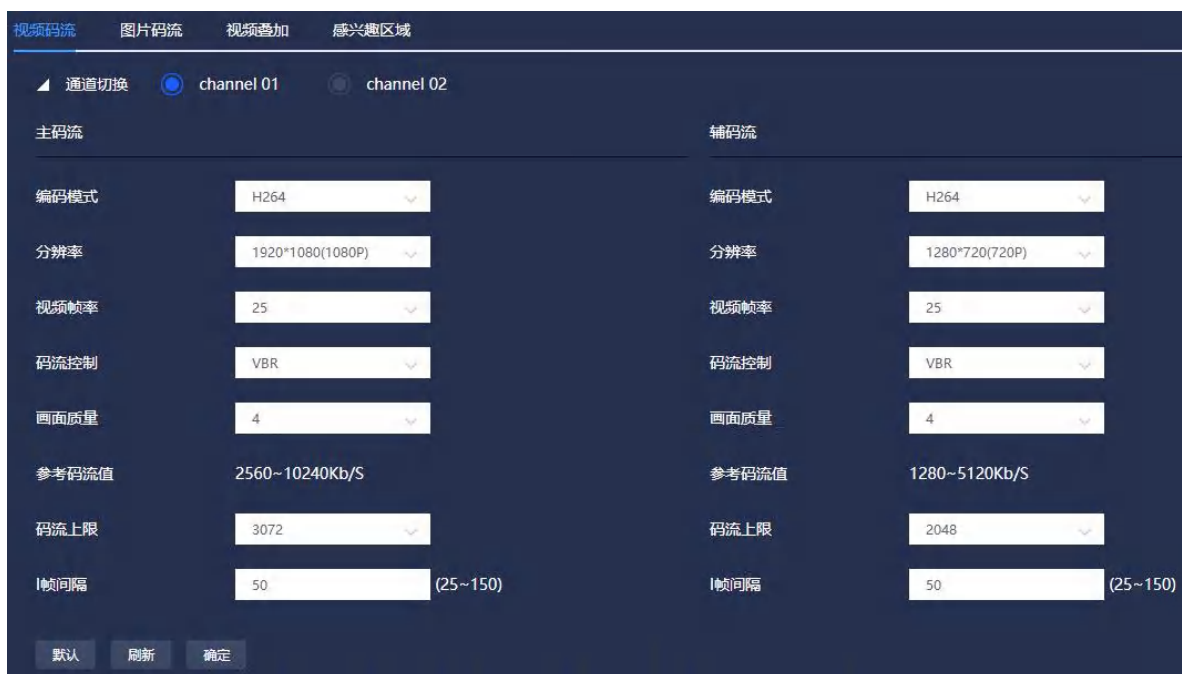 视频码流 图片码流 视频叠加 感兴趣区域
通道切换 channel 01 channel 02
主码流 辅码流
编码模式 H264 编码模式 H264
分辨率 1920*1080(1080P) 分辨率 1280*720(720P)
视频帧率 25 视频帧率 25
码流控制 VBR 码流控制 VBR
画面质量 4 画面质量 4
参考码流值 2560~10240Kb/S 参考码流值 1280~5120Kb/S
码流上限 3072 码流上限 2048
I帧间隔 50 (25~150) I帧间隔 50 (25~150)
默认 刷新 确定